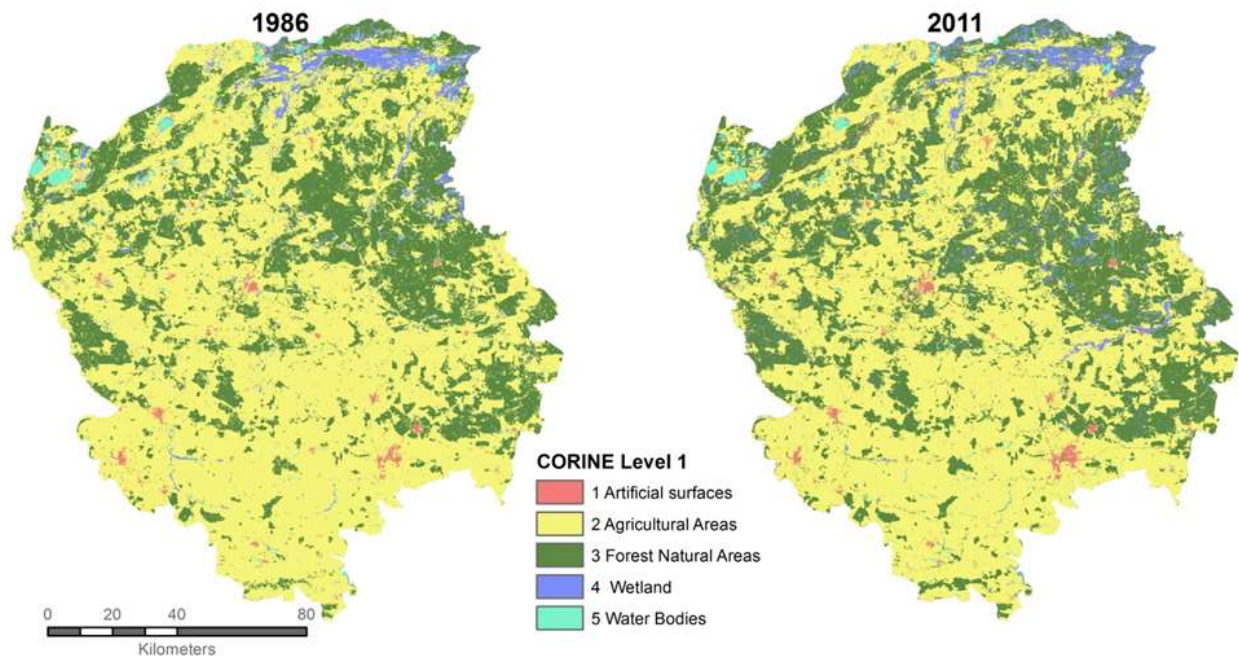 1986
2011
CORINE Level 1
1 Artificial surfaces
2 Agricultural Areas
3 Forest Natural Areas
4 Wetland
5 Water Bodies
0 20 40 80
Kilometers